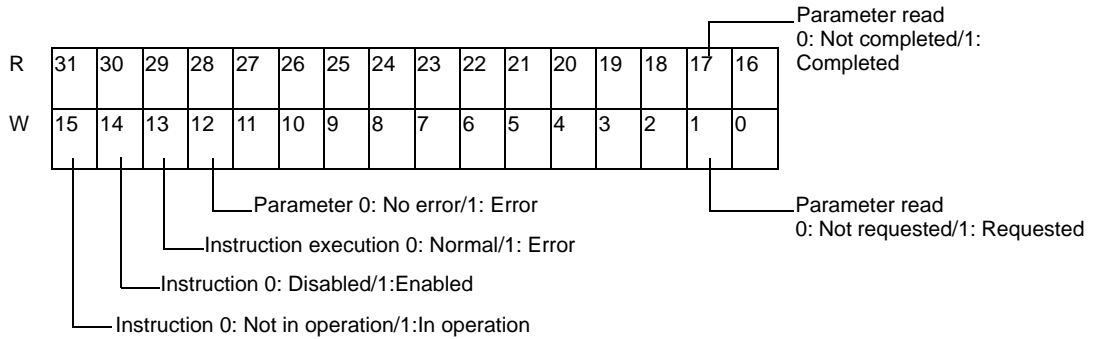 Parameter read
0: Not completed/1:
Completed
R 31 30 29 28 27 26 25 24 23 22 21 20 19 18 17 16
W 15 14 13 12 11 10 9 8 7 6 5 4 3 2 1 0
Parameter 0: No error/1: Error
Parameter read
0: Not requested/1: Requested
Instruction execution 0: Normal/1: Error
Instruction 0: Disabled/1:Enabled
Instruction 0: Not in operation/1:In operation